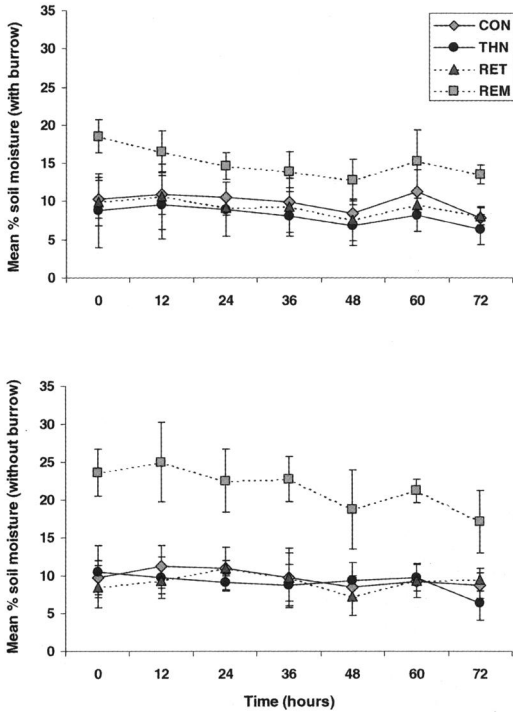 Mean % soil moisture (with burrow)
35
30
25
20
15
10
5
0
0 12 24 36 48 60 72
CON
THN
RET
REM
Mean % soil moisture (without burrow)
35
30
25
20
15
10
5
0
0 12 24 36 48 60 72
Time (hours)